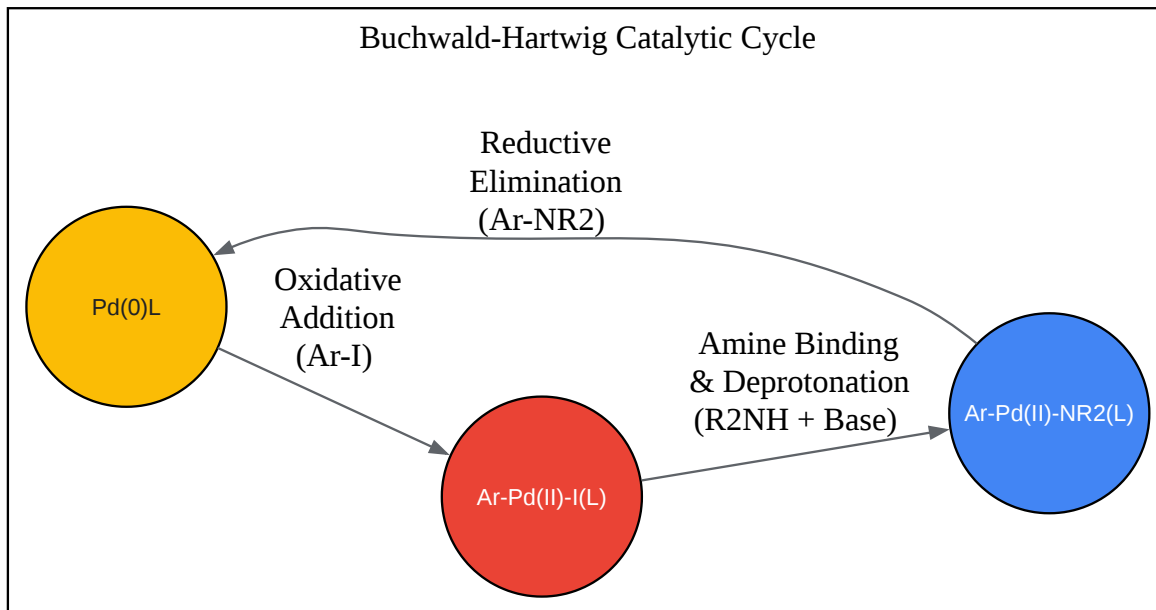 Buchwald-Hartwig Catalytic Cycle
Reductive
Elimination
(Ar-NR2)
Oxidative
Addition
(Ar-I)
Pd(0)L
Amine Binding
& Deprotonation
(R2NH + Base)
Ar-Pd(II)-NR2(L)
Ar-Pd(II)-I(L)